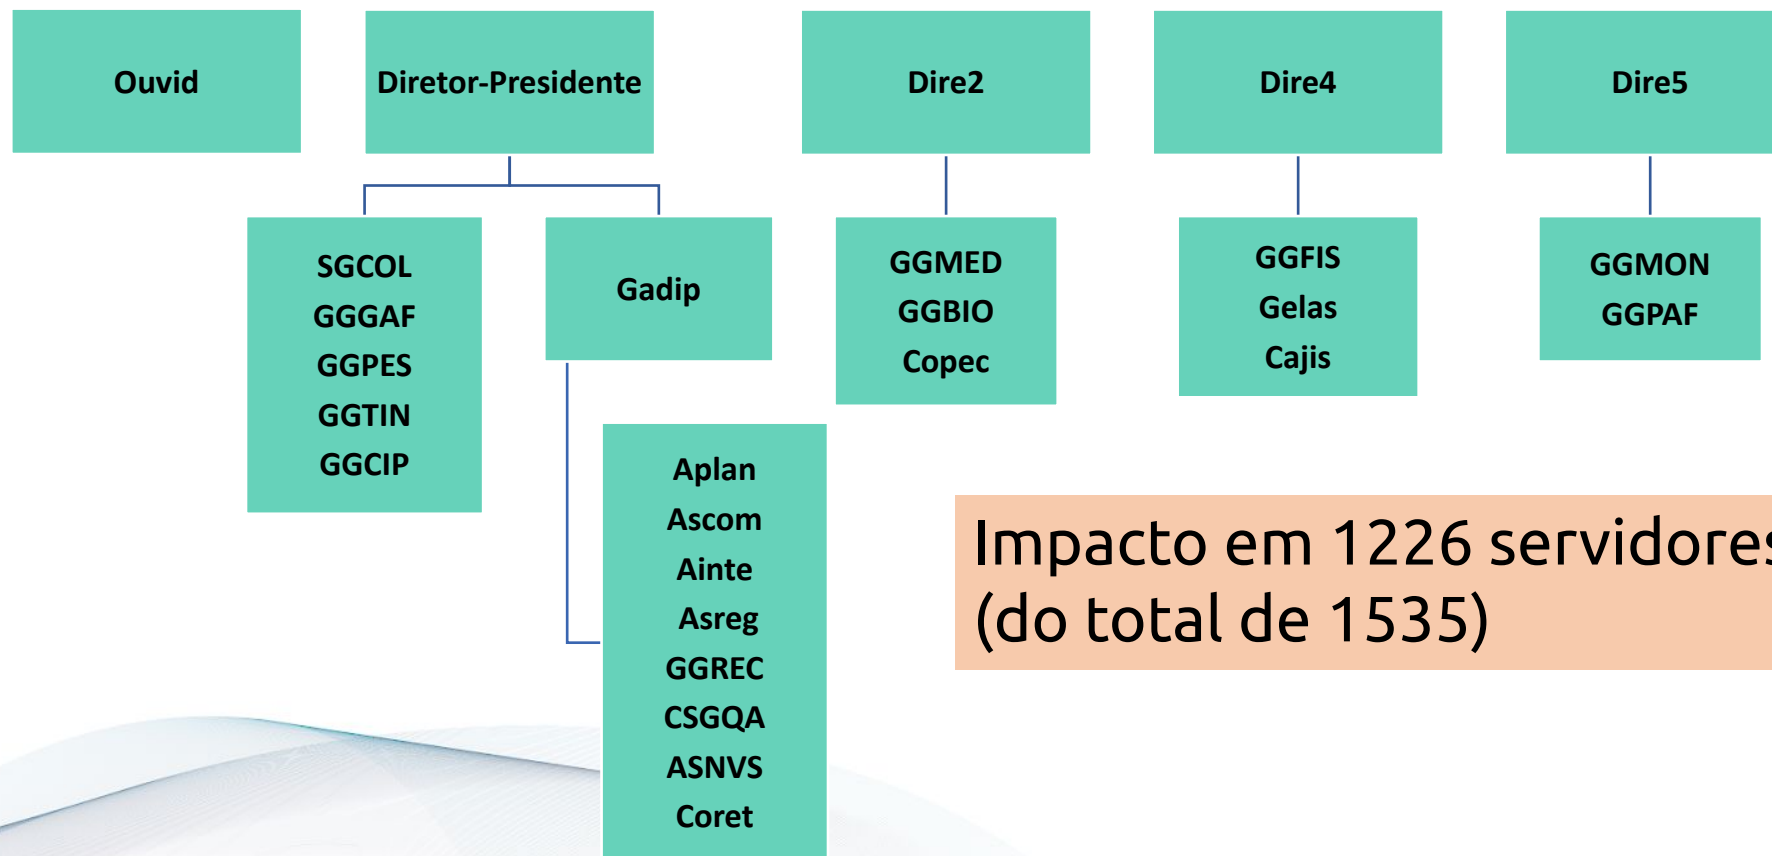 Ouvid
Diretor-Presidente
Dire2
Dire4
Dire5
SGCOL
GGGAF
GGPES
GGTIN
GGCIP
Gadip
GGMED
GGBIO
Copec
GGFIS
Gelas
Cajis
GGMON
GGPAF
Aplan
Ascom
Ainte
Asreg
GGREC
CSGQA
ASNVS
Coret
Impacto em 1226 servidores
(do total de 1535)